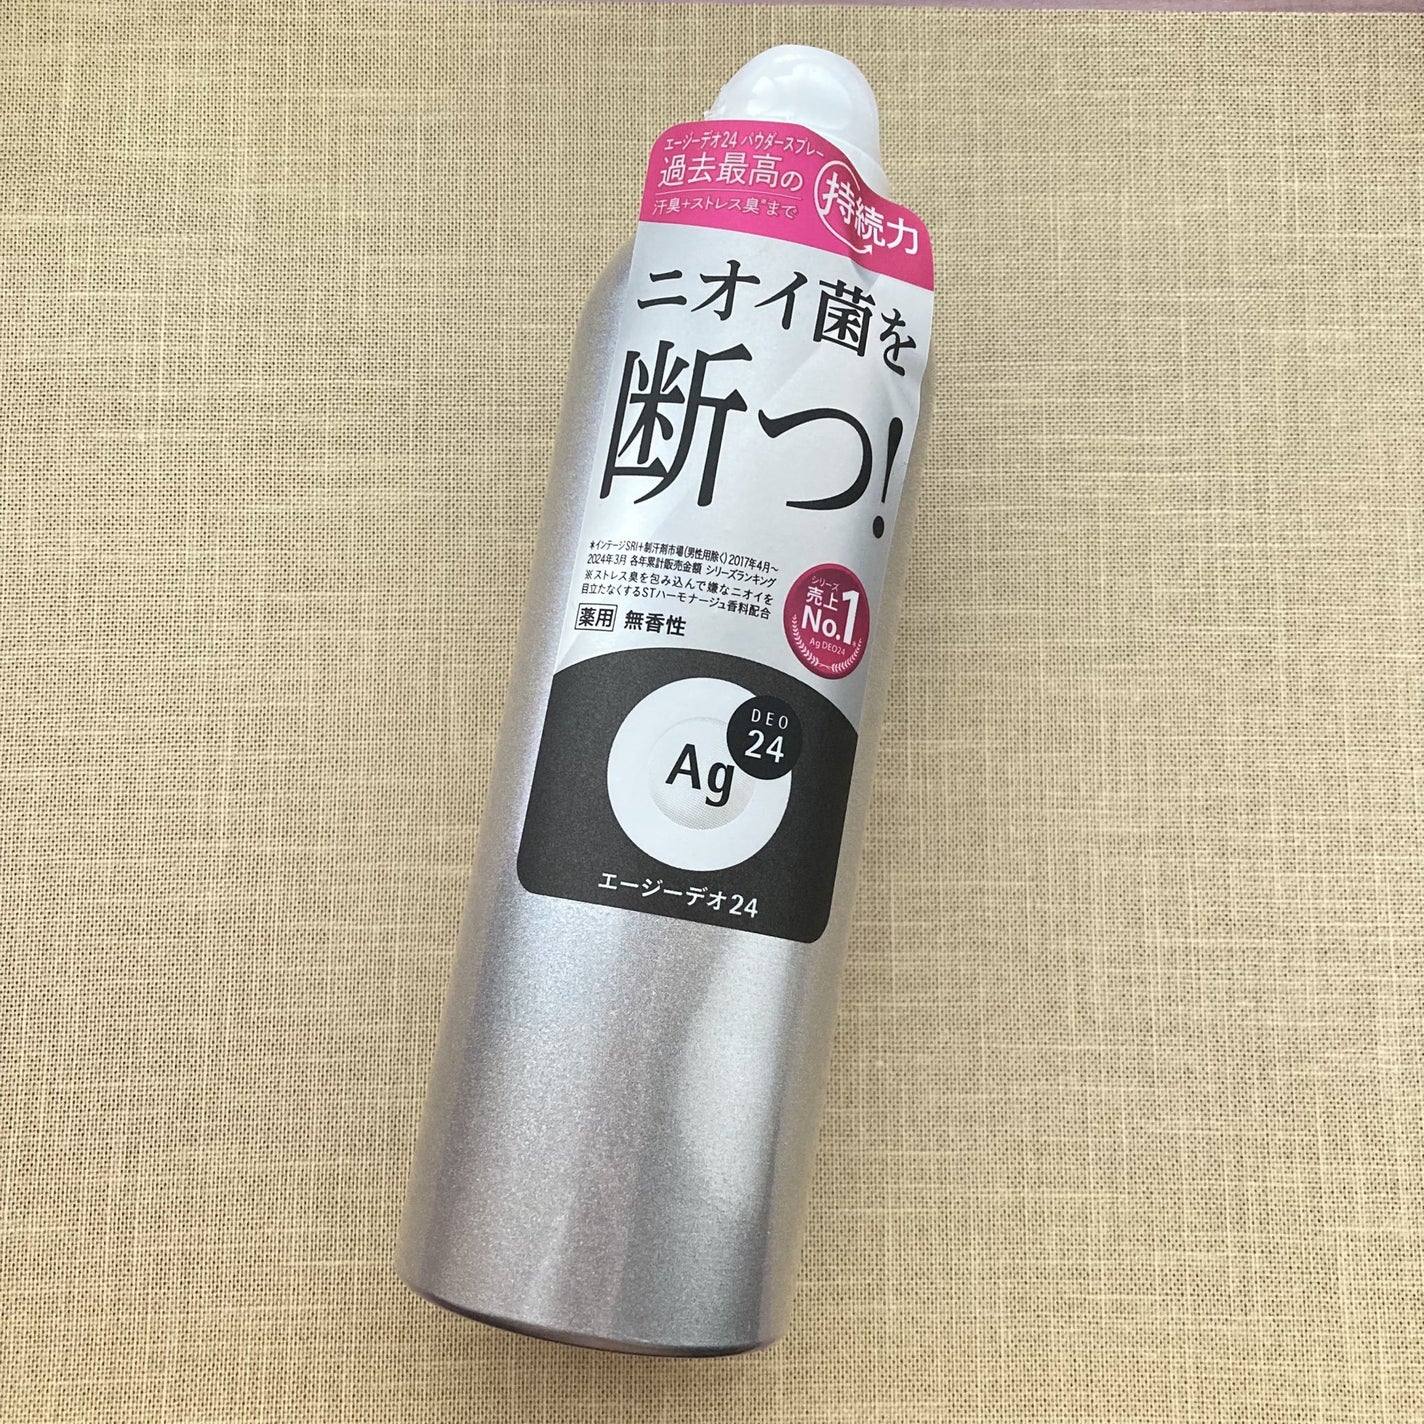 エージーデオ24 パウダースプレー
過去最高の
持続力
汗臭+ストレス臭※まで
ニオイ菌を
断つ!
*インテージSRI+制汗剤市場(男性用除く)2017年4月~
2024年3月 各年累計販売金額 シリーズランキング
※ストレス臭を包み込んで嫌なニオイを
目立たなくするSTハーモナージュ香料配合
薬用 無香性
シリーズ
売上
No.1*
Ag DEO24
DEO
24
Ag
エージーデオ24